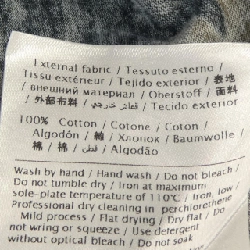 External fabric / Tessuto esterno /
Tissu extérieur / Tejido exterior / 表地
/ внешний материал / Oberstoff / 面料
/ 外部布料 / قماش خارجي / Tecido exterior
100% Cotton / Cotone / Coton /
Algodón / 綿 / Хлопок / Baumwolle /
棉 / 棉 / قطن / Algodão
Wash by hand / Hand wash / Do not bleach /
Do not tumble dry / Iron at maximum
sole-plate temperature of 110°C, iron, low /
Professional dry cleaning in perchlorethene
Mild process / Flat drying / Dry flat / Do
not wring or squeeze / Use detergent
without optical bleach / Do not soak